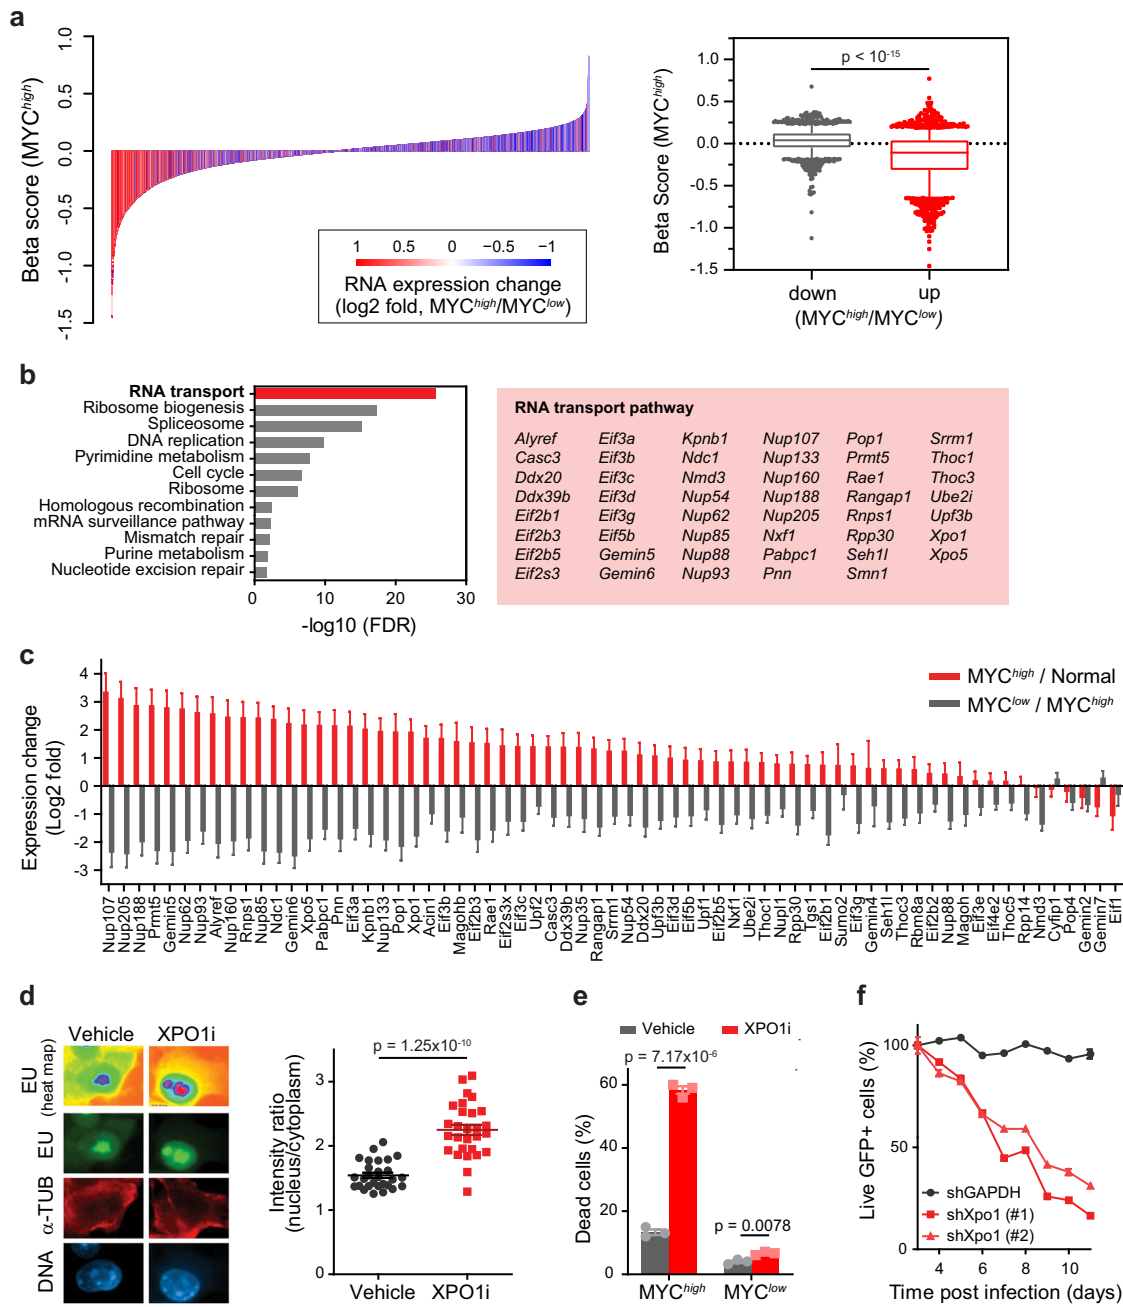 a
1.0
0.5
0.0
-0.5
-1.0
-1.5
Beta score (MYChigh)
1 0.5 0 -0.5 −1
RNA expression change
(log2 fold, MYChigh/MYClow)
p < 10-15
0.5
0.0
-0.5
-1.0
-1.5
Beta Score (MYChigh)
down up
(MYChigh/MYClow)
b
RNA transport
Ribosome biogenesis
Spliceosome
DNA replication
Pyrimidine metabolism
Cell cycle
Ribosome
Homologous recombination
mRNA surveillance pathway
Mismatch repair
Purine metabolism
Nucleotide excision repair
0 10 20 30
-log10 (FDR)
RNA transport pathway
Alyref Eif3a Kpnb1 Nup107 Pop1 Srrm1
Casc3 Eif3b Ndc1 Nup133 Prmt5 Thoc1
Ddx20 Eif3c Nmd3 Nup160 Rae1 Thoc3
Ddx39b Eif3d Nup54 Nup188 Rangap1 Ube2i
Eif2b1 Eif3g Nup62 Nup205 Rnps1 Upf3b
Eif2b3 Eif5b Nup85 Nxf1 Rpp30 Xpo1
Eif2b5 Gemin5 Nup88 Pabpc1 Seh1l Xpo5
Eif2s3 Gemin6 Nup93 Pnn Smn1
c
4
3
2
1
0
-1
-2
-3
Expression change
(Log2 fold)
MYChigh / Normal
MYClow / MYChigh
Nup107 Nup205 Nup188 Prmt5 Gemin5 Nup62 Nup93 Alyref Nup160 Rnps1 Nup85 Ndc1 Gemin6 Xpo5 Pabpc1 Pnn Eif3a Kpnb1 Nup133 Pop1 Xpo1 Acin1 Eif3b Magohb Eif2b3 Rae1 Eif2s3x Eif3c Upf2 Casc3 Ddx39b Nup35 Rangap1 Srrm1 Nup54 Ddx20 Upf3b Eif3d Eif5b Upf1 Eif2b5 Nxf1 Ube2i Thoc1 Nupl1 Rpp30 Tgs1 Eif2b1 Sumo2 Eif3g Gemin4 Seh1l Thoc3 Rbm8a Eif2b2 Nup88 Magoh Eif3e Eif4e2 Thoc5 Rpp14 Nmd3 Cyfip1 Pop4 Gemin2 Gemin7 Eif1
d
Vehicle XPO1i
EU
(heat map)
EU
α-TUB
DNA
p = 1.25x10-10
3
2
1
0
Intensity ratio
(nucleus/cytoplasm)
Vehicle XPO1i
e
Vehicle XPO1i
p = 7.17x10-6
p = 0.0078
60
40
20
0
Dead cells (%)
MYChigh MYClow
f
100
50
0
Live GFP+ cells (%)
shGAPDH
shXpo1 (#1)
shXpo1 (#2)
4 6 8 10
Time post infection (days)